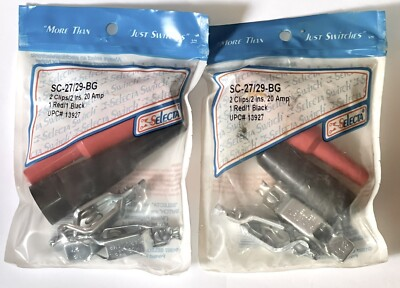 "More Than Just Switches"
SC-27/29-BG
2 Clips/2 ins. 20 Amp
1 Red/1 Black
UPC# 13927
SELECTA
"More Than Just Switches"
SC-27/29-BG
2 Clips/2 ins. 20 Amp
1 Red/1 Black
UPC# 13927
SELECTA